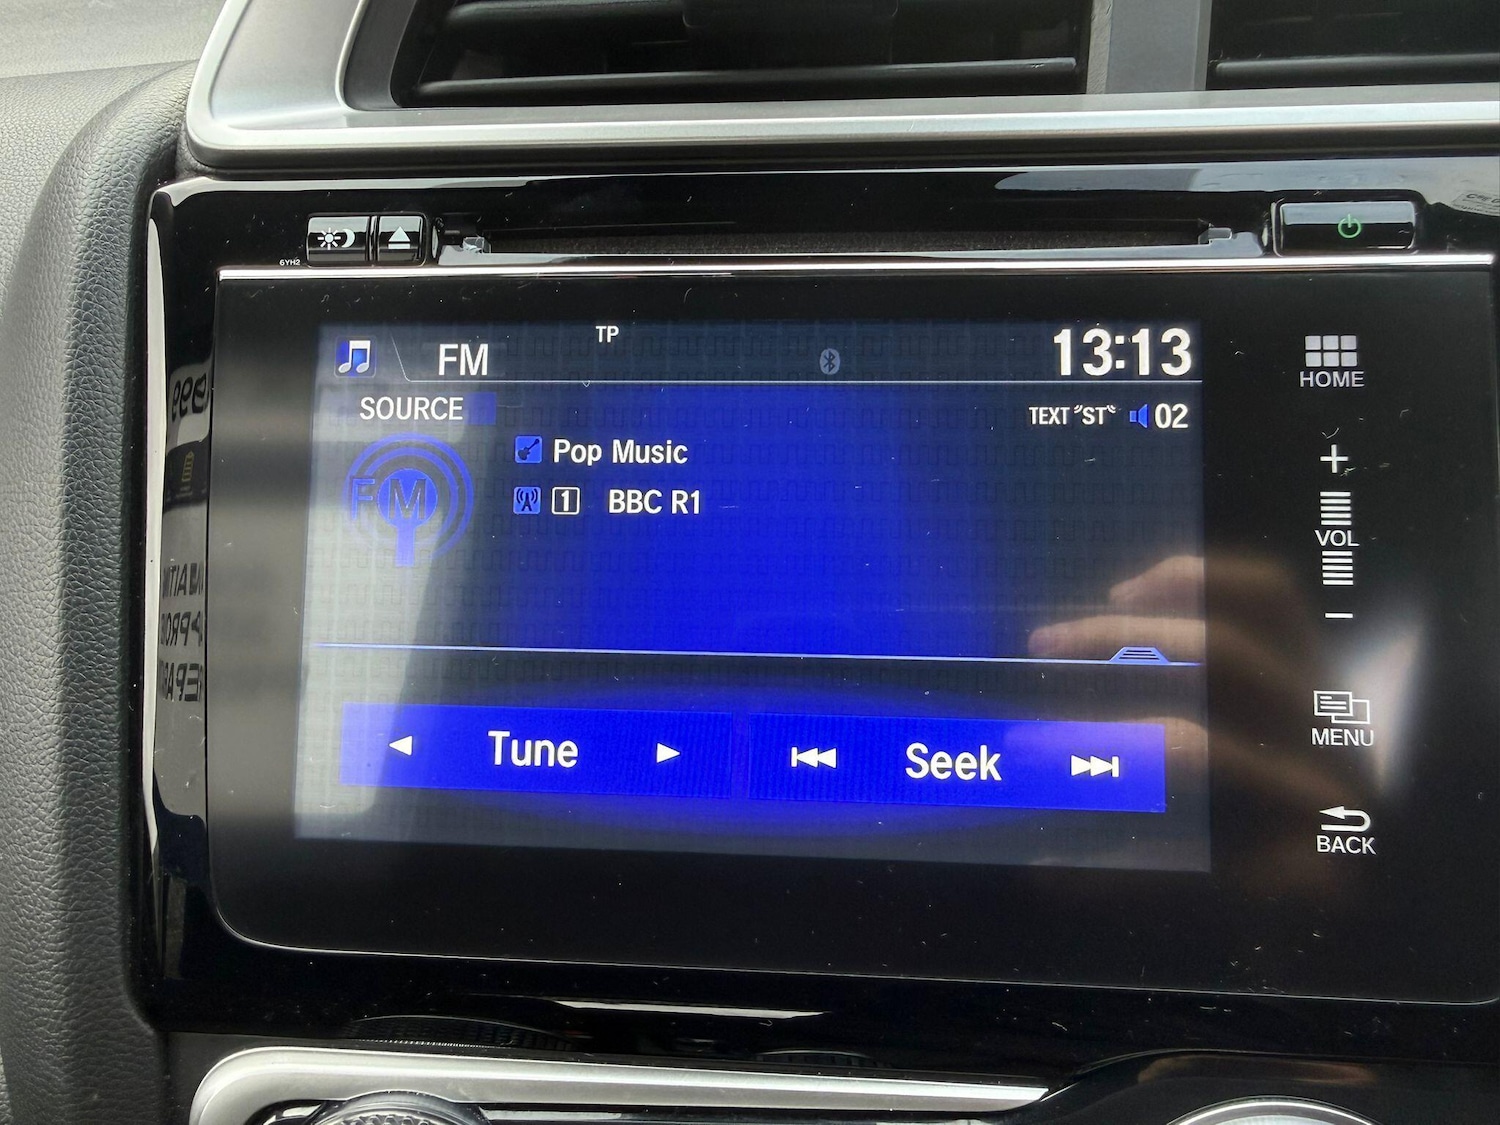 6YH2
FM
TP
13:13
SOURCE
TEXT "ST" 02
FM
Pop Music
1 BBC R1
Tune
Seek
HOME
+
VOL
−
MENU
BACK